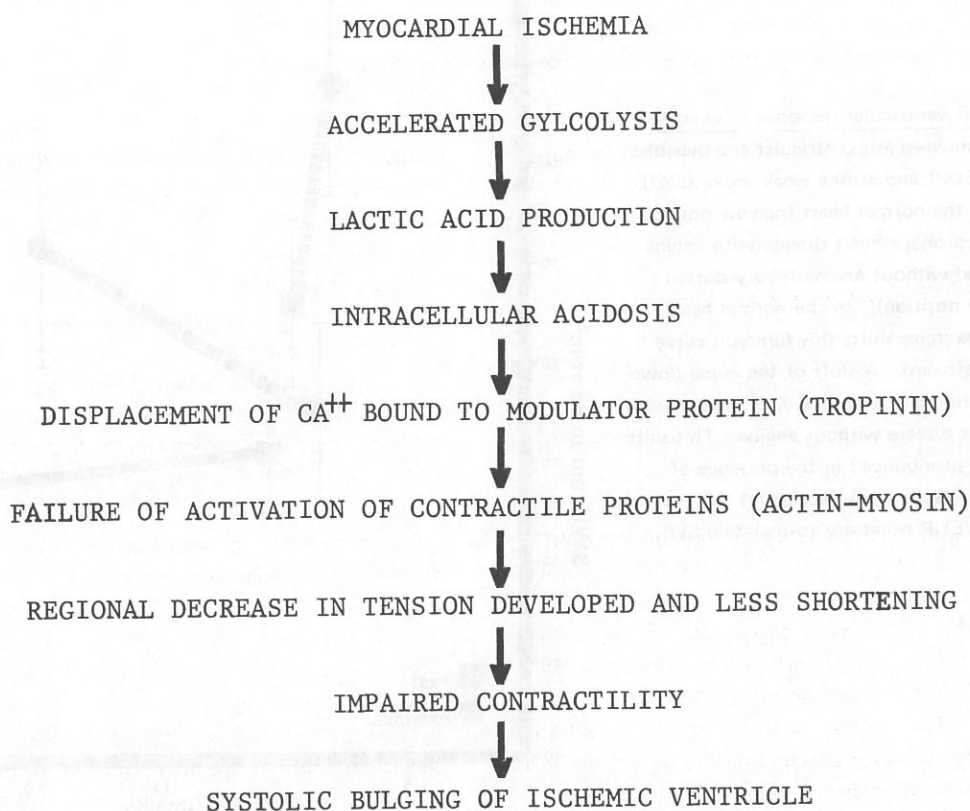 MYOCARDIAL ISCHEMIA
ACCELERATED GYLCOLYSIS
LACTIC ACID PRODUCTION
INTRACELLULAR ACIDOSIS
DISPLACEMENT OF CA++ BOUND TO MODULATOR PROTEIN (TROPININ)
FAILURE OF ACTIVATION OF CONTRACTILE PROTEINS (ACTIN-MYOSIN)
REGIONAL DECREASE IN TENSION DEVELOPED AND LESS SHORTENING
IMPAIRED CONTRACTILITY
SYSTOLIC BULGING OF ISCHEMIC VENTRICLE